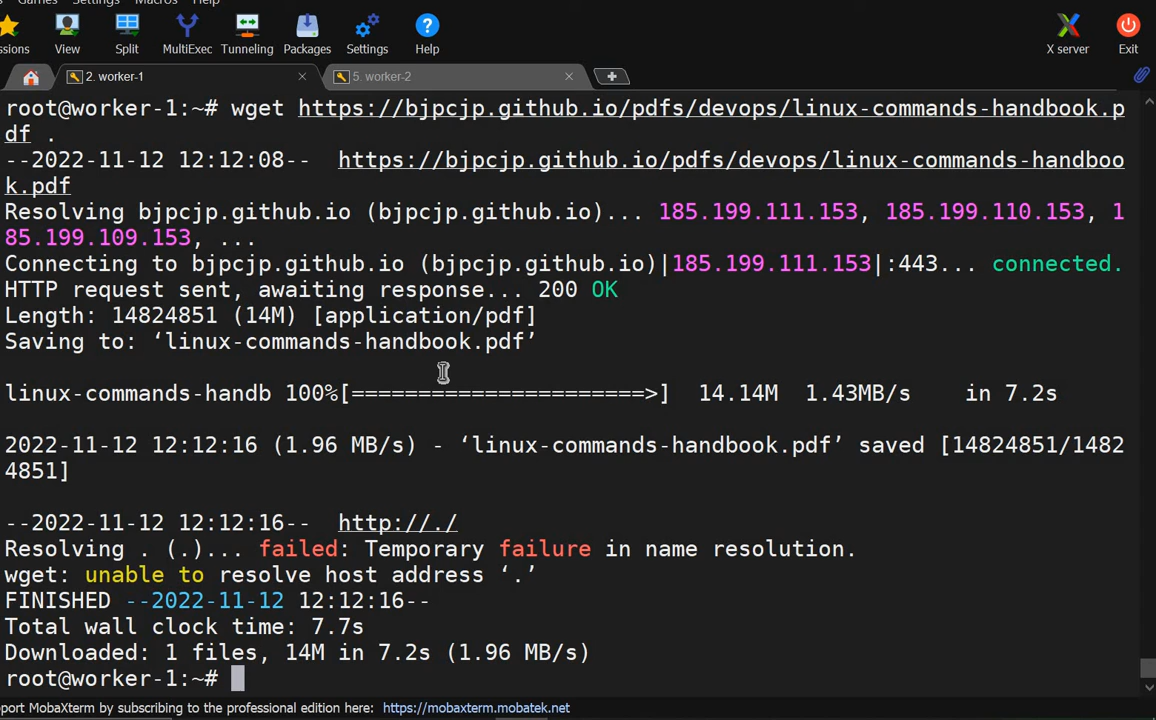 Games Settings Macros Help
ssions View Split MultiExec Tunneling Packages Settings Help X server Exit
2. worker-1 5. worker-2
root@worker-1:~# wget https://bjpcjp.github.io/pdfs/devops/linux-commands-handbook.p
df .
--2022-11-12 12:12:08-- https://bjpcjp.github.io/pdfs/devops/linux-commands-handboo
k.pdf
Resolving bjpcjp.github.io (bjpcjp.github.io)... 185.199.111.153, 185.199.110.153, 1
85.199.109.153, ...
Connecting to bjpcjp.github.io (bjpcjp.github.io)|185.199.111.153|:443... connected.
HTTP request sent, awaiting response... 200 OK
Length: 14824851 (14M) [application/pdf]
Saving to: ‘linux-commands-handbook.pdf’
linux-commands-handb 100%[======================>] 14.14M 1.43MB/s in 7.2s
2022-11-12 12:12:16 (1.96 MB/s) - ‘linux-commands-handbook.pdf’ saved [14824851/1482
4851]
--2022-11-12 12:12:16-- http://./
Resolving . (.)... failed: Temporary failure in name resolution.
wget: unable to resolve host address ‘.’
FINISHED --2022-11-12 12:12:16--
Total wall clock time: 7.7s
Downloaded: 1 files, 14M in 7.2s (1.96 MB/s)
root@worker-1:~#
port MobaXterm by subscribing to the professional edition here: https://mobaxterm.mobatek.net